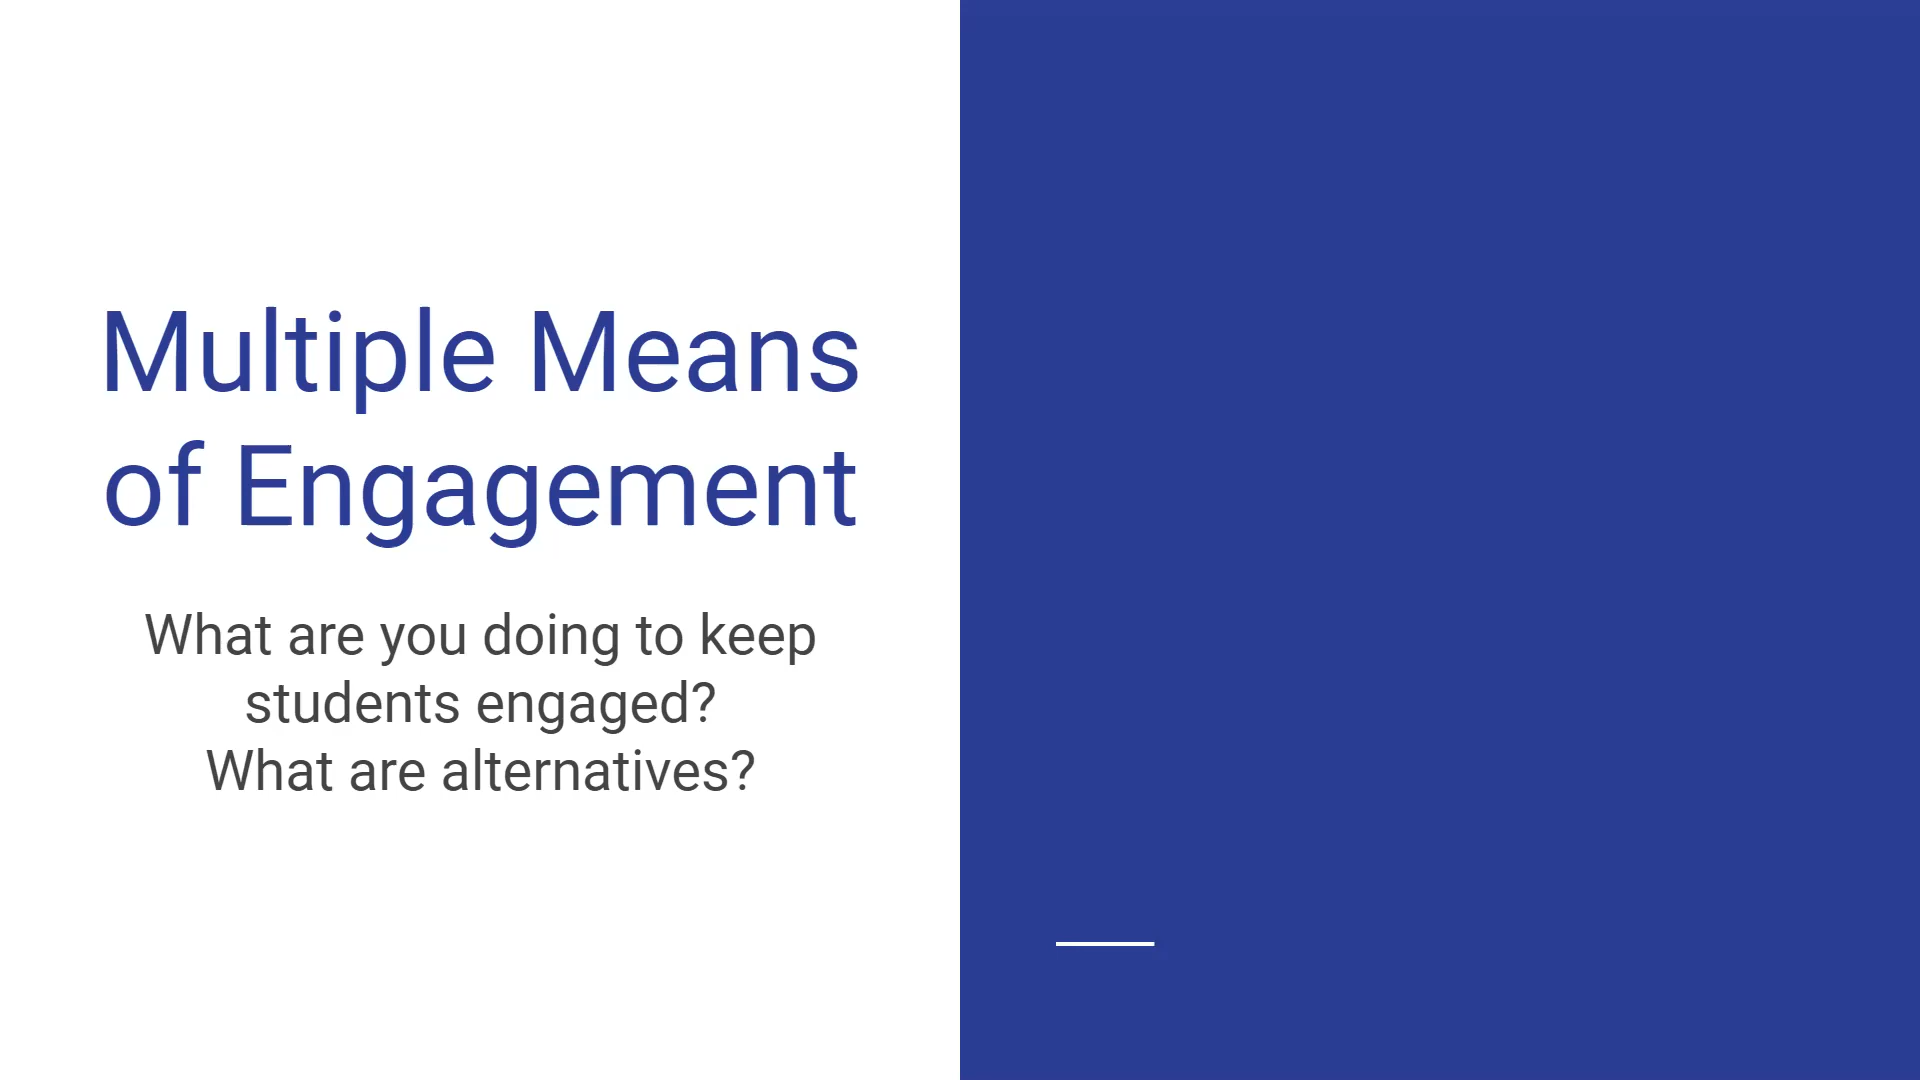 Multiple Means
of Engagement
What are you doing to keep
students engaged?
What are alternatives?